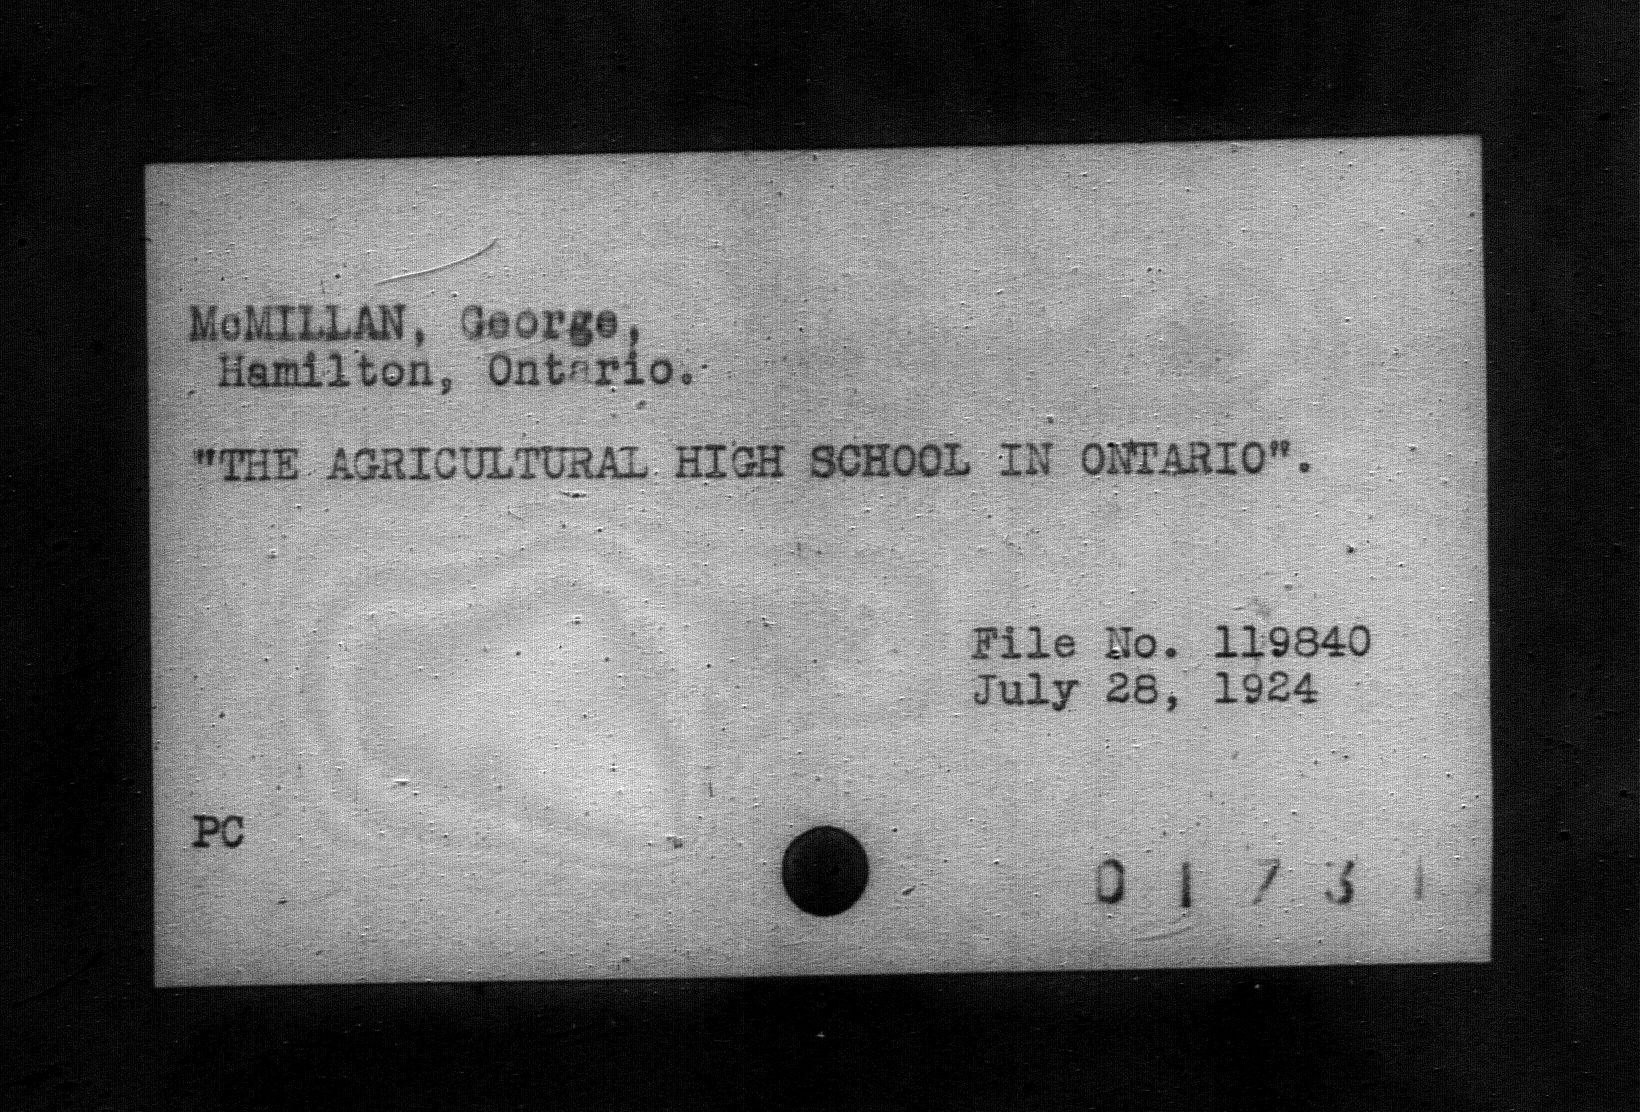 McMILLAN, George,
Hamilton, Ontario.
"THE AGRICULTURAL HIGH SCHOOL IN ONTARIO".
File No. 119840
July 28, 1924
PC
0 1 7 3 1